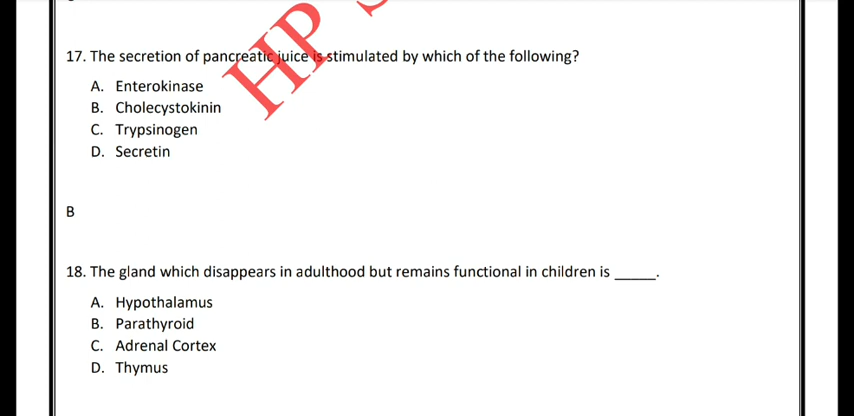 HP
17. The secretion of pancreatic juice is stimulated by which of the following?
A. Enterokinase
B. Cholecystokinin
C. Trypsinogen
D. Secretin
B
18. The gland which disappears in adulthood but remains functional in children is _____.
A. Hypothalamus
B. Parathyroid
C. Adrenal Cortex
D. Thymus